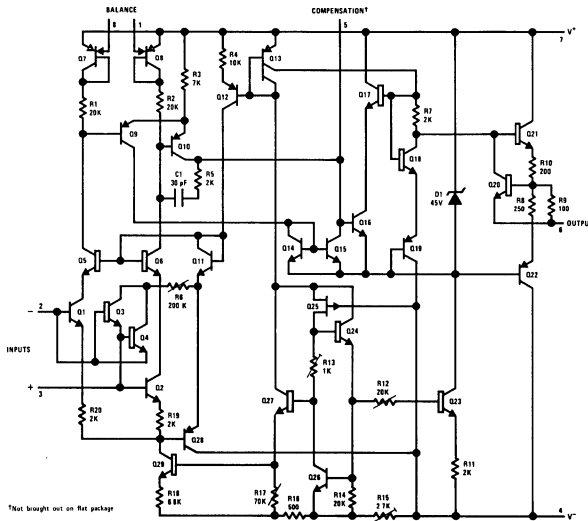 BALANCE
COMPENSATION†
8
1
5
V+
7
Q7
Q8
R3
7K
R4
10K
Q13
Q12
Q17
R7
2K
Q21
R1
20K
R2
20K
Q9
Q10
Q18
R10
200
C1
30 pF
R5
2K
D1
45V
Q20
R8
250
R9
100
OUTPUT
6
Q14
Q15
Q16
Q19
Q22
Q5
Q6
Q11
R6
200 K
Q25
Q24
2
−
Q1
Q3
Q4
R13
1K
INPUTS
R12
20K
+
3
Q2
Q27
Q23
R20
2K
R19
2K
Q28
Q26
R11
2K
Q29
R18
6.8K
R17
70K
R16
500
R14
20K
R15
2.7K
4
V−
†Not brought out on flat package